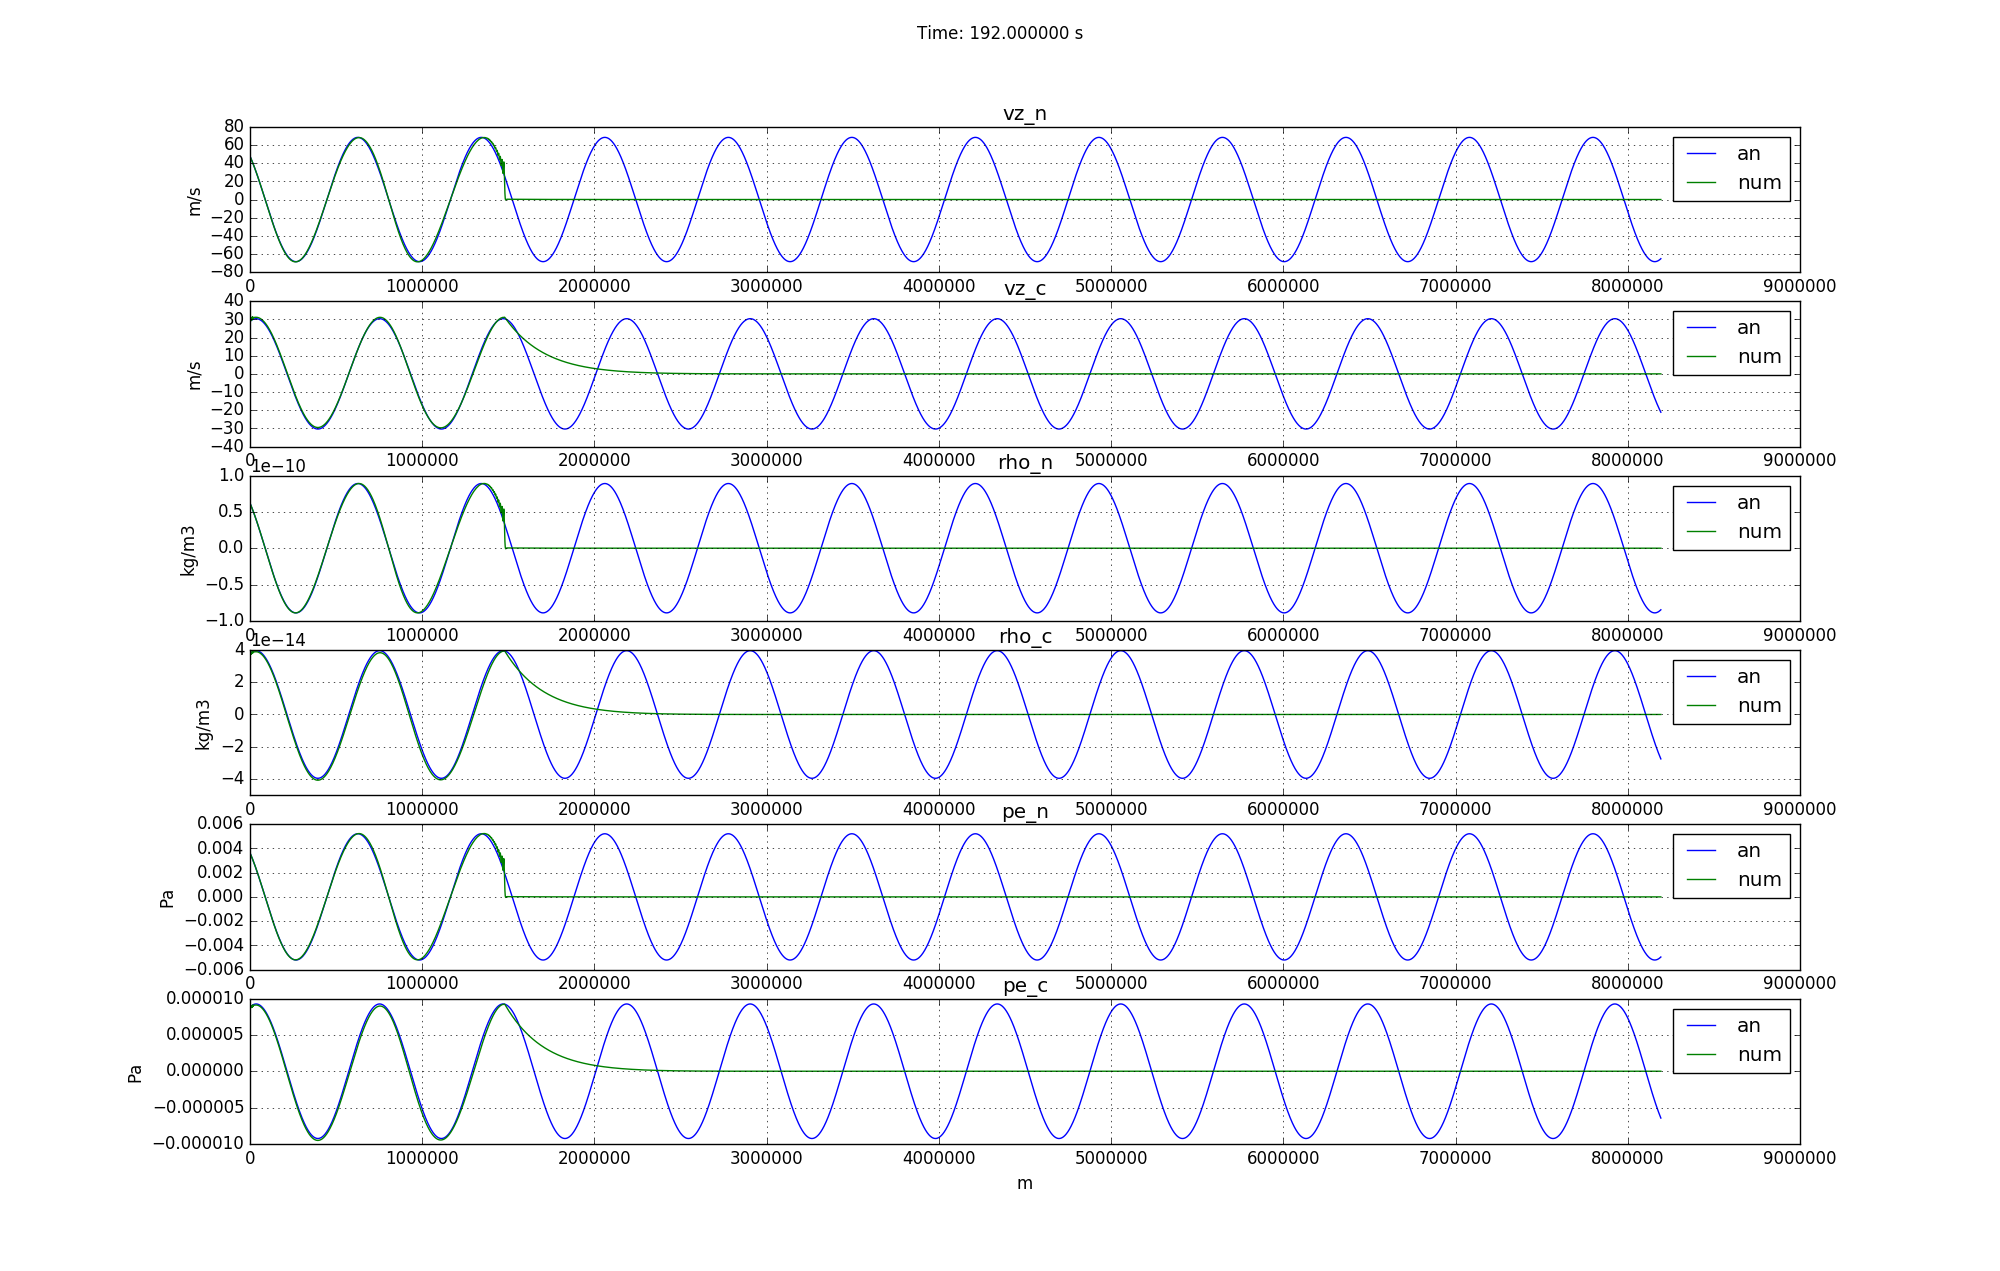 Time: 192.000000 s
vz_n
80
60
40
20
0
−20
−40
−60
−80
m/s
an
num
0 1000000 2000000 3000000 4000000 5000000 6000000 7000000 8000000 9000000
vz_c
40
30
20
10
0
−10
−20
−30
−40
m/s
an
num
0 1000000 2000000 3000000 4000000 5000000 6000000 7000000 8000000 9000000
1e−10
rho_n
1.0
0.5
0.0
−0.5
−1.0
kg/m3
an
num
0 1000000 2000000 3000000 4000000 5000000 6000000 7000000 8000000 9000000
1e−14
rho_c
4
2
0
−2
−4
kg/m3
an
num
0 1000000 2000000 3000000 4000000 5000000 6000000 7000000 8000000 9000000
pe_n
0.006
0.004
0.002
0.000
−0.002
−0.004
−0.006
Pa
an
num
0 1000000 2000000 3000000 4000000 5000000 6000000 7000000 8000000 9000000
pe_c
0.000010
0.000005
0.000000
−0.000005
−0.000010
Pa
an
num
0 1000000 2000000 3000000 4000000 5000000 6000000 7000000 8000000 9000000
m